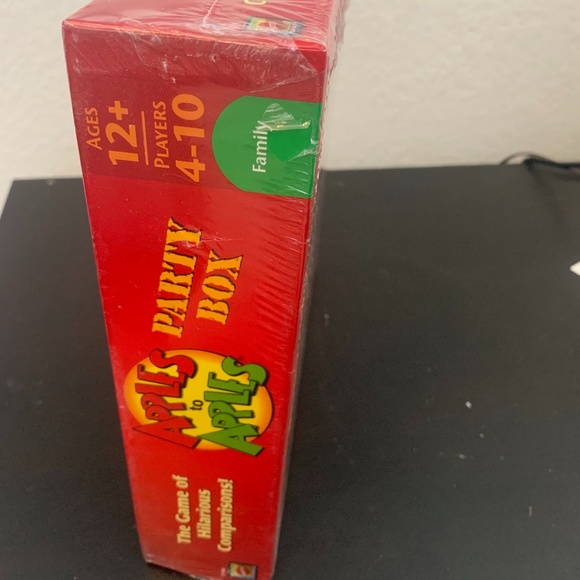 The Game of
Hilarious
Comparisons!
APPLES
to
APPLES
PARTY
BOX
AGES
12+
PLAYERS
4-10
Family